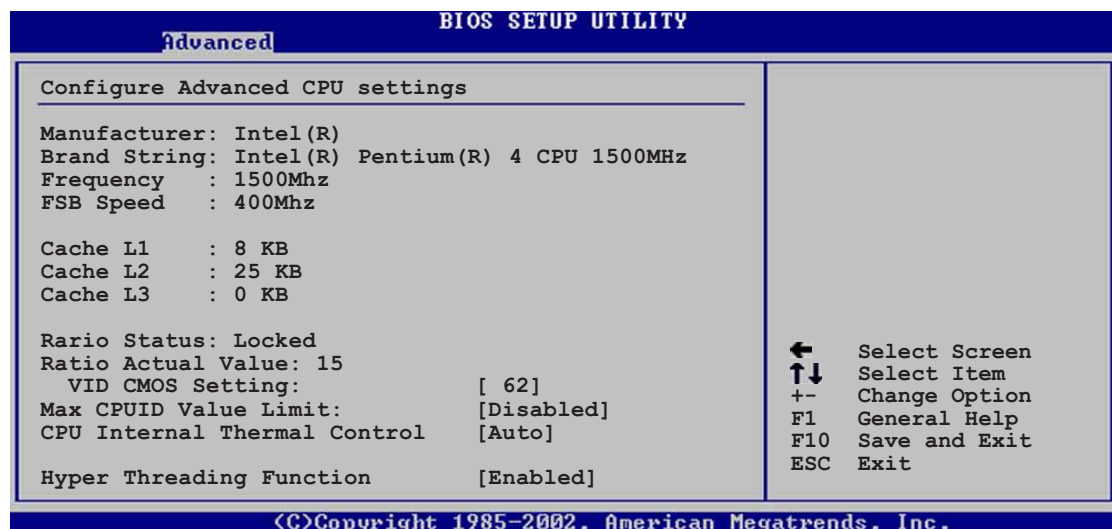 BIOS SETUP UTILITY
Advanced
Configure Advanced CPU settings
Manufacturer: Intel(R)
Brand String: Intel(R) Pentium(R) 4 CPU 1500MHz
Frequency : 1500Mhz
FSB Speed : 400Mhz
Cache L1 : 8 KB
Cache L2 : 25 KB
Cache L3 : 0 KB
Rario Status: Locked
Ratio Actual Value: 15
VID CMOS Setting: [ 62]
Max CPUID Value Limit: [Disabled]
CPU Internal Thermal Control [Auto]
Hyper Threading Function [Enabled]
← Select Screen
↑↓ Select Item
+- Change Option
F1 General Help
F10 Save and Exit
ESC Exit
(C)Copyright 1985-2002, American Megatrends, Inc.